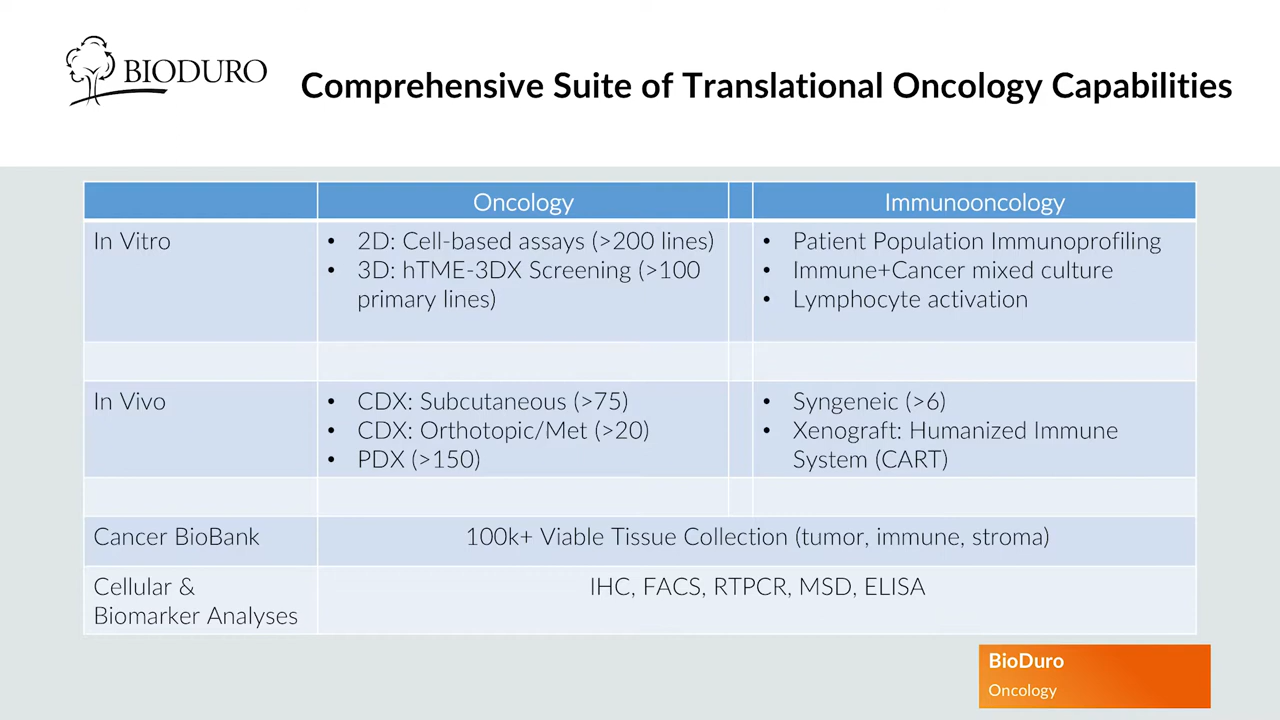 BIODURO
Comprehensive Suite of Translational Oncology Capabilities
Oncology
Immunooncology
In Vitro
• 2D: Cell-based assays (>200 lines)
• 3D: hTME-3DX Screening (>100
primary lines)
• Patient Population Immunoprofiling
• Immune+Cancer mixed culture
• Lymphocyte activation
In Vivo
• CDX: Subcutaneous (>75)
• CDX: Orthotopic/Met (>20)
• PDX (>150)
• Syngeneic (>6)
• Xenograft: Humanized Immune
System (CART)
Cancer BioBank
100k+ Viable Tissue Collection (tumor, immune, stroma)
Cellular &
Biomarker Analyses
IHC, FACS, RTPCR, MSD, ELISA
BioDuro
Oncology